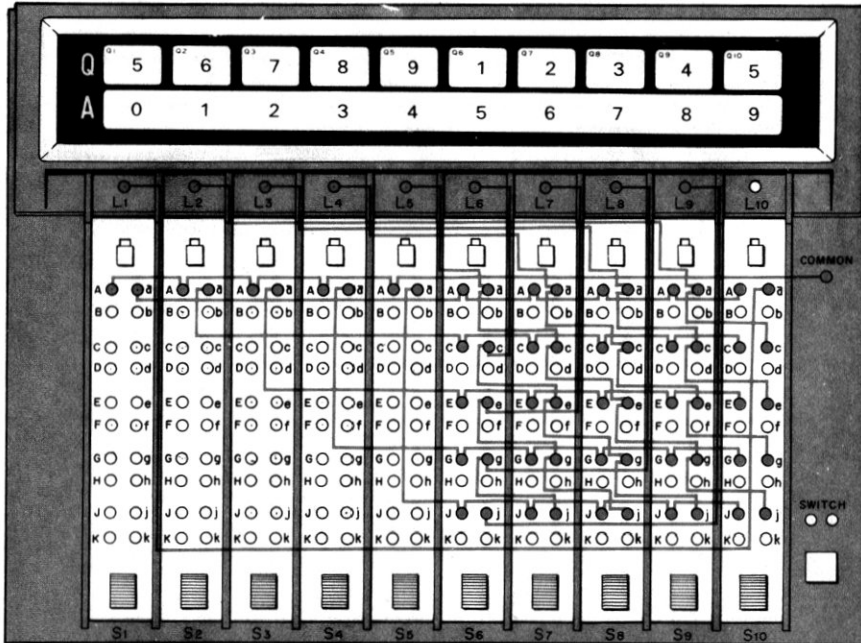 Q1 5 Q2 6 Q3 7 Q4 8 Q5 9 Q6 1 Q7 2 Q8 3 Q9 4 Q10 5
Q
A 0 1 2 3 4 5 6 7 8 9
L1 L2 L3 L4 L5 L6 L7 L8 L9 L10
COMMON
A a A a A a A a A a A a A a A a A a A a
B b B b B b B b B b B b B b B b B b B b
C c C c C c C c C c C c C c C c C c C c
D d D d D d D d D d D d D d D d D d D d
E e E e E e E e E e E e E e E e E e E e
F f F f F f F f F f F f F f F f F f F f
G g G g G g G g G g G g G g G g G g G g
H h H h H h H h H h H h H h H h H h H h
SWITCH
J j J j J j J j J j J j J j J j J j J j
K k K k K k K k K k K k K k K k K k K k
S1 S2 S3 S4 S5 S6 S7 S8 S9 S10